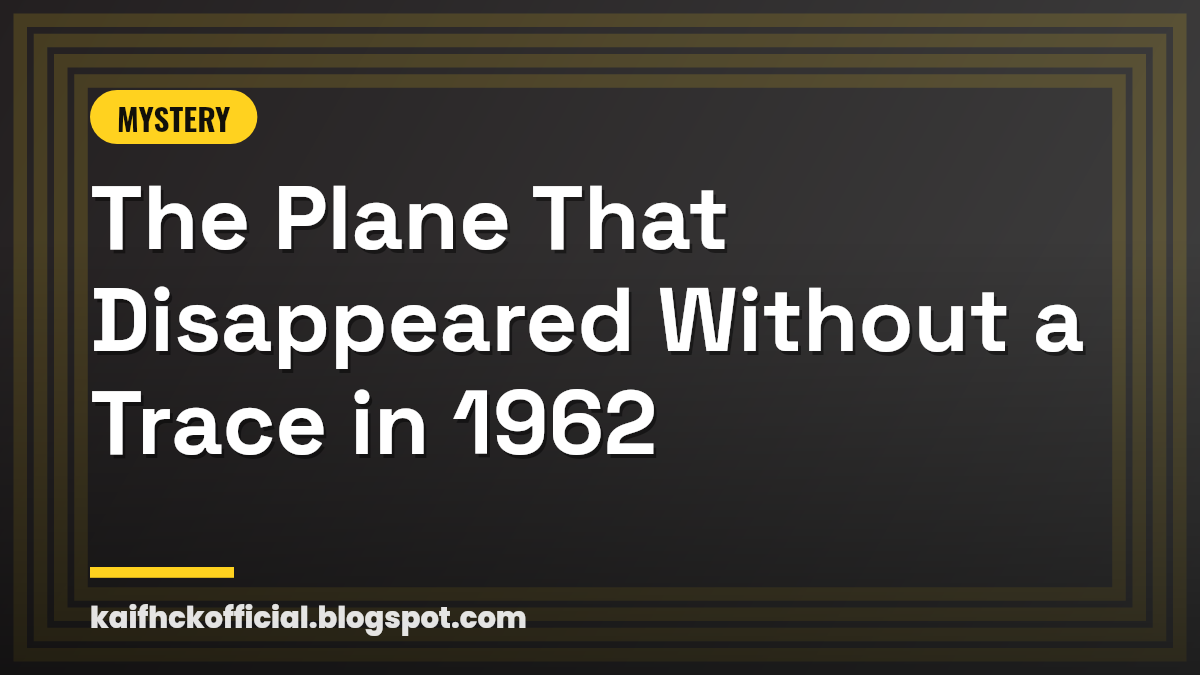 MYSTERY
The Plane That
Disappeared Without a
Trace in 1962
kaifhckofficial.blogspot.com